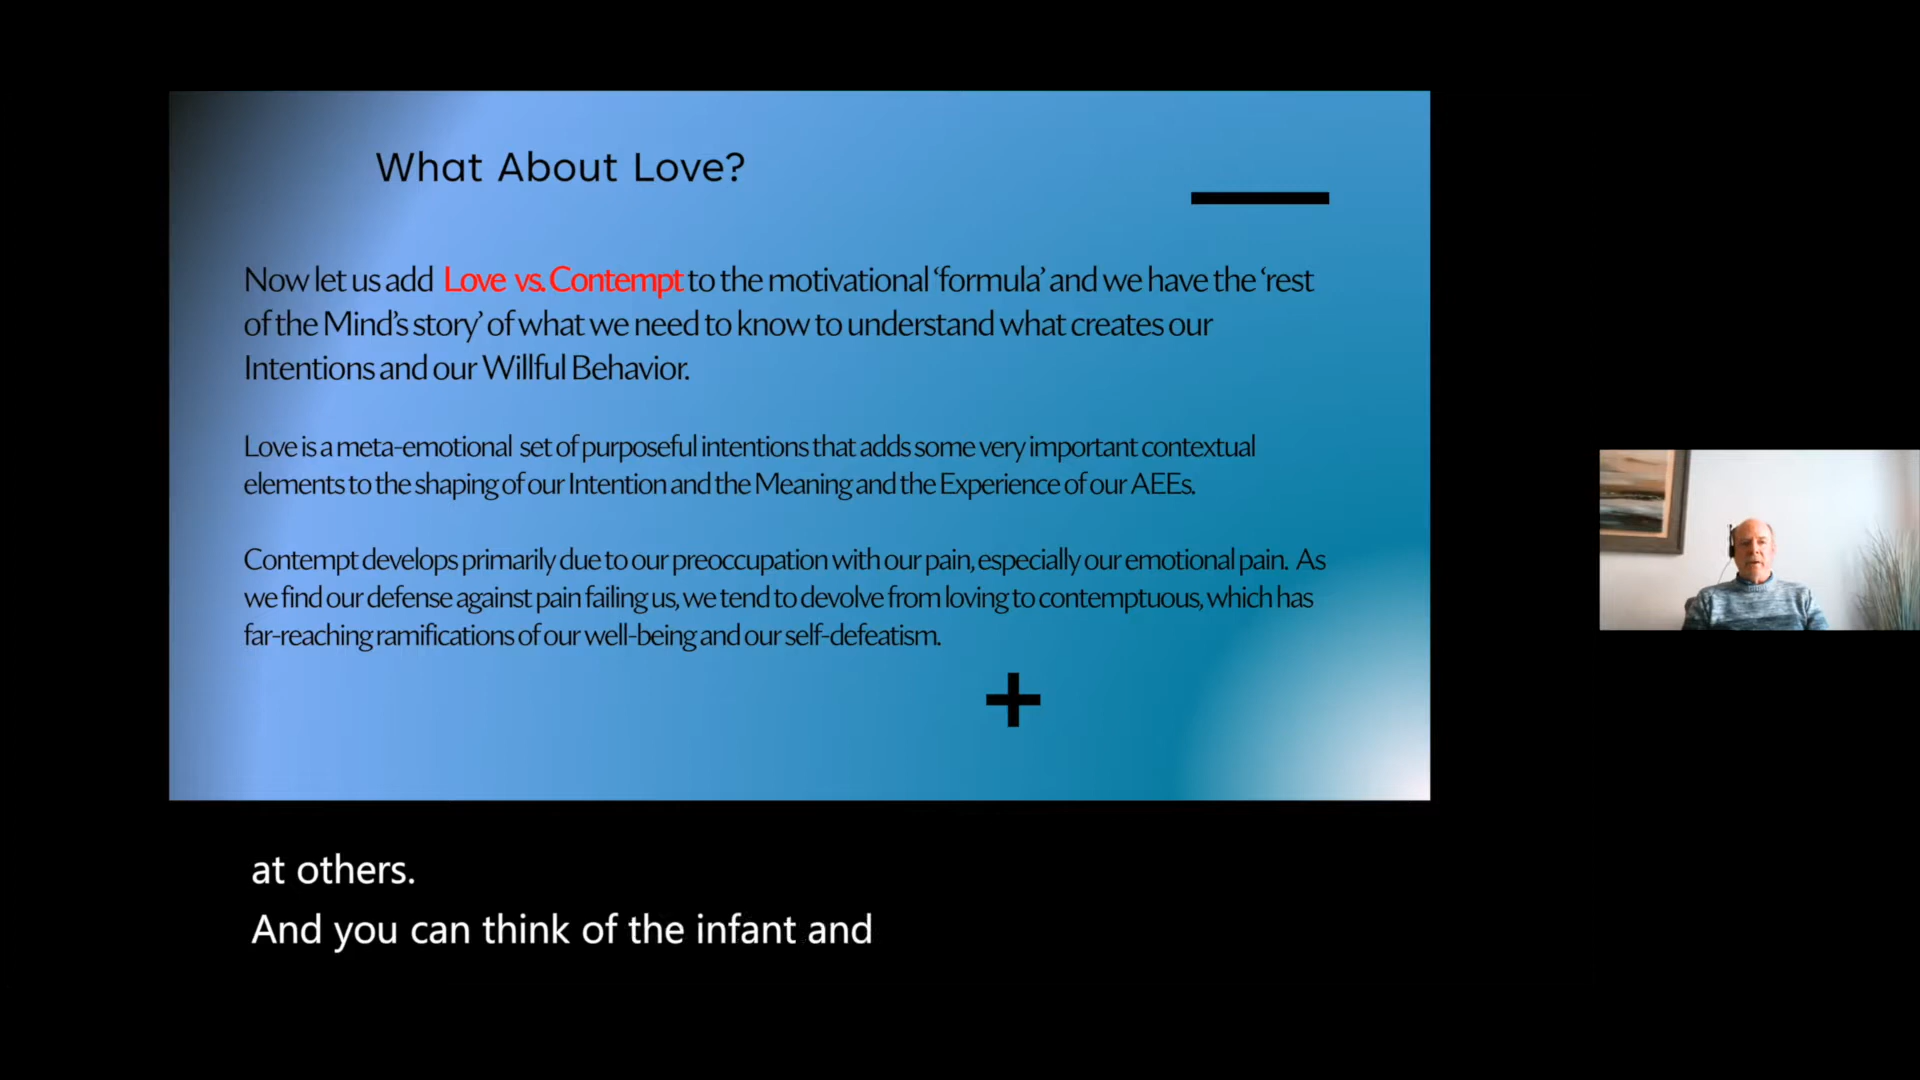 What About Love?
Now let us add Love vs. Contempt to the motivational ‘formula’ and we have the ‘rest
of the Mind’s story’ of what we need to know to understand what creates our
Intentions and our Willful Behavior.
Love is a meta-emotional set of purposeful intentions that adds some very important contextual
elements to the shaping of our Intention and the Meaning and the Experience of our AEEs.
Contempt develops primarily due to our preoccupation with our pain, especially our emotional pain. As
we find our defense against pain failing us, we tend to devolve from loving to contemptuous, which has
far-reaching ramifications of our well-being and our self-defeatism.
at others.
And you can think of the infant and